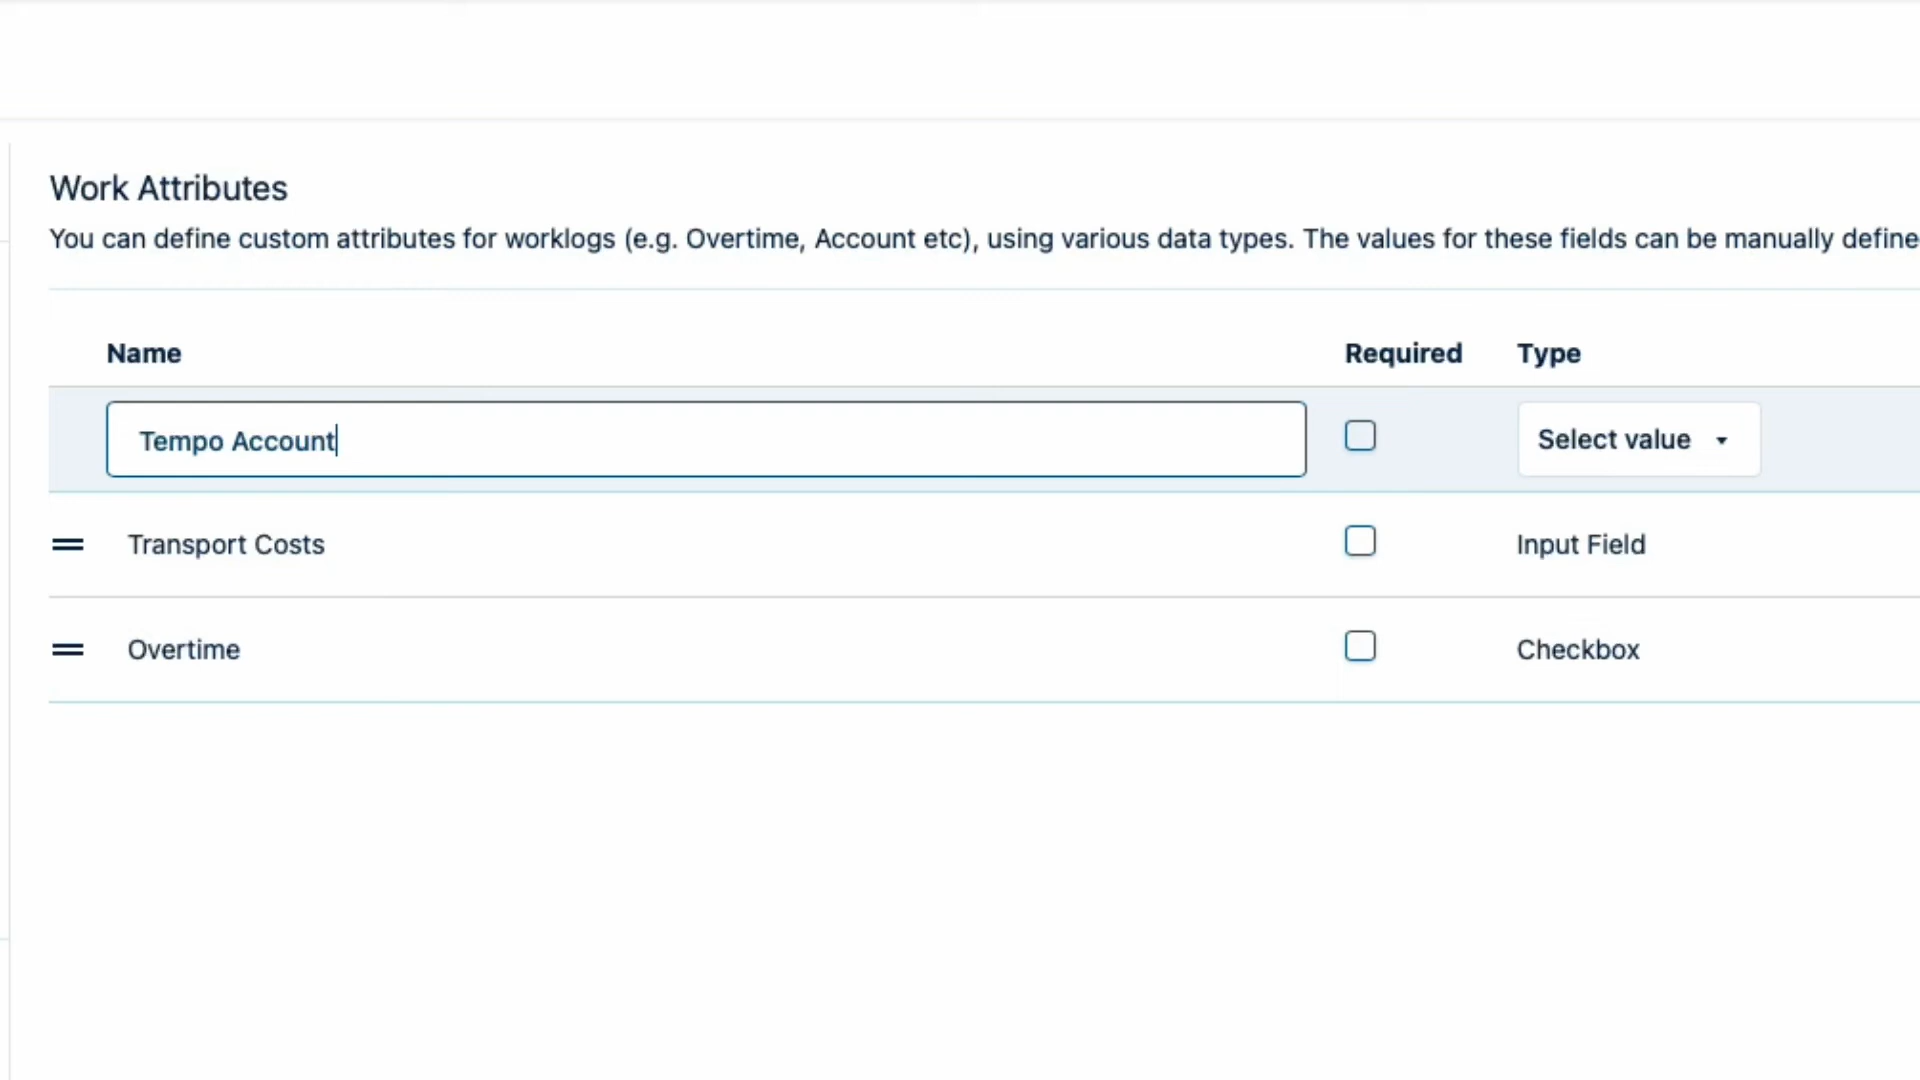 Work Attributes
You can define custom attributes for worklogs (e.g. Overtime, Account etc), using various data types. The values for these fields can be manually define
Name Required Type
Tempo Account Select value
Transport Costs Input Field
Overtime Checkbox